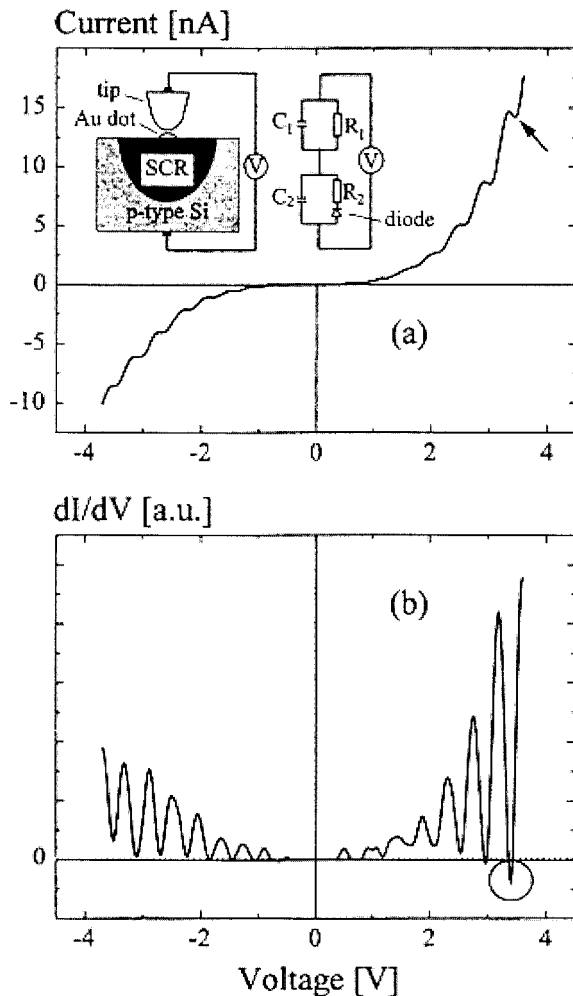 Current [nA]
15
10
5
0
-5
-10
tip
Au dot
SCR
p-type Si
V
C1
R1
C2
R2
V
diode
(a)
-4
-2
0
2
4
dI/dV [a.u.]
(b)
0
-4
-2
0
2
4
Voltage [V]